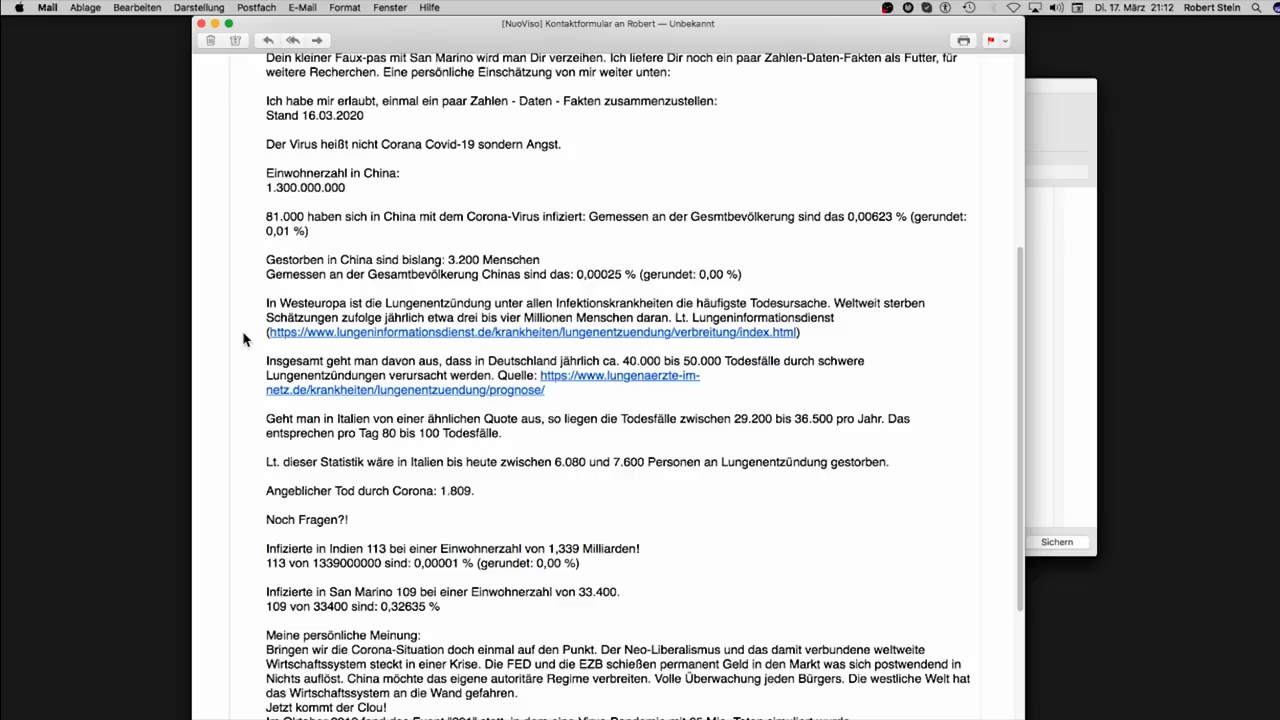 Mail Ablage Bearbeiten Darstellung Postfach E-Mail Format Fenster Hilfe Di. 17. März 21:12 Robert Stein
[NuoViso] Kontaktformular an Robert — Unbekannt
Dein kleiner Faux-pas mit San Marino wird man Dir verzeihen. Ich liefere Dir noch ein paar Zahlen-Daten-Fakten als Futter, für
weitere Recherchen. Eine persönliche Einschätzung von mir weiter unten:
Ich habe mir erlaubt, einmal ein paar Zahlen - Daten - Fakten zusammenzustellen:
Stand 16.03.2020
Der Virus heißt nicht Corana Covid-19 sondern Angst.
Einwohnerzahl in China:
1.300.000.000
81.000 haben sich in China mit dem Corona-Virus infiziert: Gemessen an der Gesmtbevölkerung sind das 0,00623 % (gerundet:
0,01 %)
Gestorben in China sind bislang: 3.200 Menschen
Gemessen an der Gesamtbevölkerung Chinas sind das: 0,00025 % (gerundet: 0,00 %)
In Westeuropa ist die Lungenentzündung unter allen Infektionskrankheiten die häufigste Todesursache. Weltweit sterben
Schätzungen zufolge jährlich etwa drei bis vier Millionen Menschen daran. Lt. Lungeninformationsdienst
(https://www.lungeninformationsdienst.de/krankheiten/lungenentzuendung/verbreitung/index.html)
Insgesamt geht man davon aus, dass in Deutschland jährlich ca. 40.000 bis 50.000 Todesfälle durch schwere
Lungenentzündungen verursacht werden. Quelle: https://www.lungenaerzte-im-
netz.de/krankheiten/lungenentzuendung/prognose/
Geht man in Italien von einer ähnlichen Quote aus, so liegen die Todesfälle zwischen 29.200 bis 36.500 pro Jahr. Das
entsprechen pro Tag 80 bis 100 Todesfälle.
Lt. dieser Statistik wäre in Italien bis heute zwischen 6.080 und 7.600 Personen an Lungenentzündung gestorben.
Angeblicher Tod durch Corona: 1.809.
Noch Fragen?!
Infizierte in Indien 113 bei einer Einwohnerzahl von 1,339 Milliarden!
113 von 1339000000 sind: 0,00001 % (gerundet: 0,00 %)
Infizierte in San Marino 109 bei einer Einwohnerzahl von 33.400.
109 von 33400 sind: 0,32635 %
Meine persönliche Meinung:
Bringen wir die Corona-Situation doch einmal auf den Punkt. Der Neo-Liberalismus und das damit verbundene weltweite
Wirtschaftssystem steckt in einer Krise. Die FED und die EZB schießen permanent Geld in den Markt was sich postwendend in
Nichts auflöst. China möchte das eigene autoritäre Regime verbreiten. Volle Überwachung jeden Bürgers. Die westliche Welt hat
das Wirtschaftssystem an die Wand gefahren.
Jetzt kommt der Clou!
Sichern